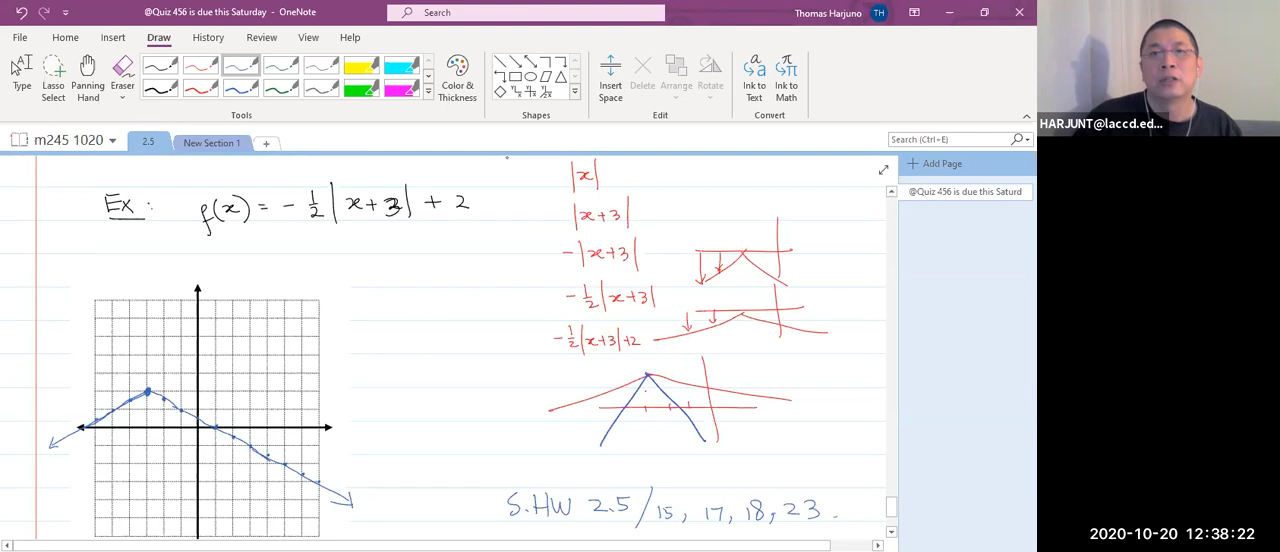 @Quiz 456 is due this Saturday - OneNote
Search
Thomas Harjuno
TH
File
Home
Insert
Draw
History
Review
View
Help
Type
Lasso Select
Panning Hand
Eraser
Tools
Shapes
Color & Thickness
Insert Space
Delete
Arrange
Rotate
Edit
Ink to Text
Ink to Math
Convert
HARJUNT@laccd.ed...
m245 1020
2.5
New Section 1
Search (Ctrl+E)
Add Page
@Quiz 456 is due this Saturd
Ex: f(x) = - 1/2 |x+3| + 2
|x|
|x+3|
-|x+3|
- 1/2 |x+3|
- 1/2 |x+3| +2
S.HW 2.5 / 15, 17, 18, 23.
2020-10-20 12:38:22